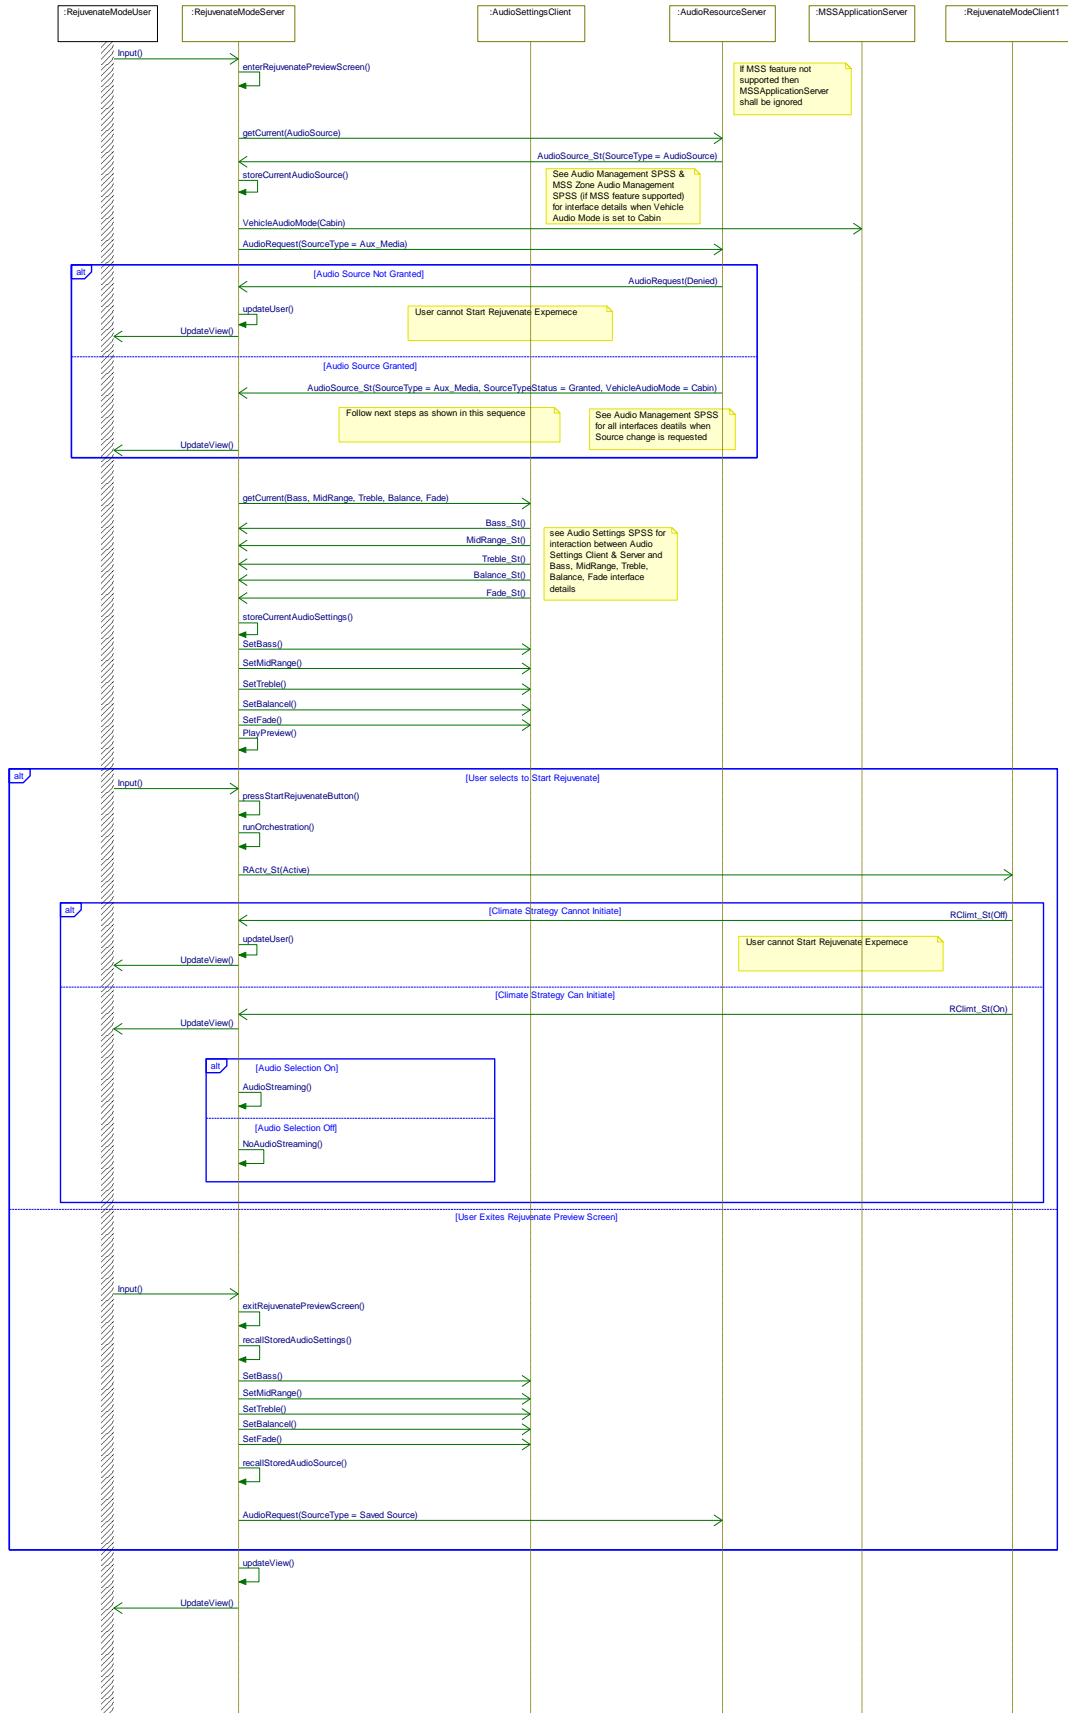 :RejuvenateModeUser
:RejuvenateModeServer
:AudioSettingsClient
:AudioResourceServer
:MSSApplicationServer
:RejuvenateModeClient1
Input()
enterRejuvenatePreviewScreen()
If MSS feature not
supported then
MSSApplicationServer
shall be ignored
getCurrent(AudioSource)
AudioSource_St(SourceType = AudioSource)
storeCurrentAudioSource()
See Audio Management SPSS &
MSS Zone Audio Management
SPSS (if MSS feature supported)
for interface details when Vehicle
Audio Mode is set to Cabin
VehicleAudioMode(Cabin)
AudioRequest(SourceType = Aux_Media)
alt
[Audio Source Not Granted]
AudioRequest(Denied)
updateUser()
User cannot Start Rejuvenate Expernece
UpdateView()
[Audio Source Granted]
AudioSource_St(SourceType = Aux_Media, SourceTypeStatus = Granted, VehicleAudioMode = Cabin)
Follow next steps as shown in this sequence
See Audio Management SPSS
for all interfaces deatils when
Source change is requested
UpdateView()
getCurrent(Bass, MidRange, Treble, Balance, Fade)
Bass_St()
MidRange_St()
Treble_St()
Balance_St()
Fade_St()
see Audio Settings SPSS for
interaction between Audio
Settings Client & Server and
Bass, MidRange, Treble,
Balance, Fade interface
details
storeCurrentAudioSettings()
SetBass()
SetMidRange()
SetTreble()
SetBalancel()
SetFade()
PlayPreview()
alt
[User selects to Start Rejuvenate]
Input()
pressStartRejuvenateButton()
runOrchestration()
RActv_St(Active)
alt
[Climate Strategy Cannot Initiate]
RClimt_St(Off)
updateUser()
User cannot Start Rejuvenate Expernece
UpdateView()
[Climate Strategy Can Initiate]
RClimt_St(On)
UpdateView()
alt
[Audio Selection On]
AudioStreaming()
[Audio Selection Off]
NoAudioStreaming()
[User Exites Rejuvenate Preview Screen]
Input()
exitRejuvenatePreviewScreen()
recallStoredAudioSettings()
SetBass()
SetMidRange()
SetTreble()
SetBalancel()
SetFade()
recallStoredAudioSource()
AudioRequest(SourceType = Saved Source)
updateView()
UpdateView()